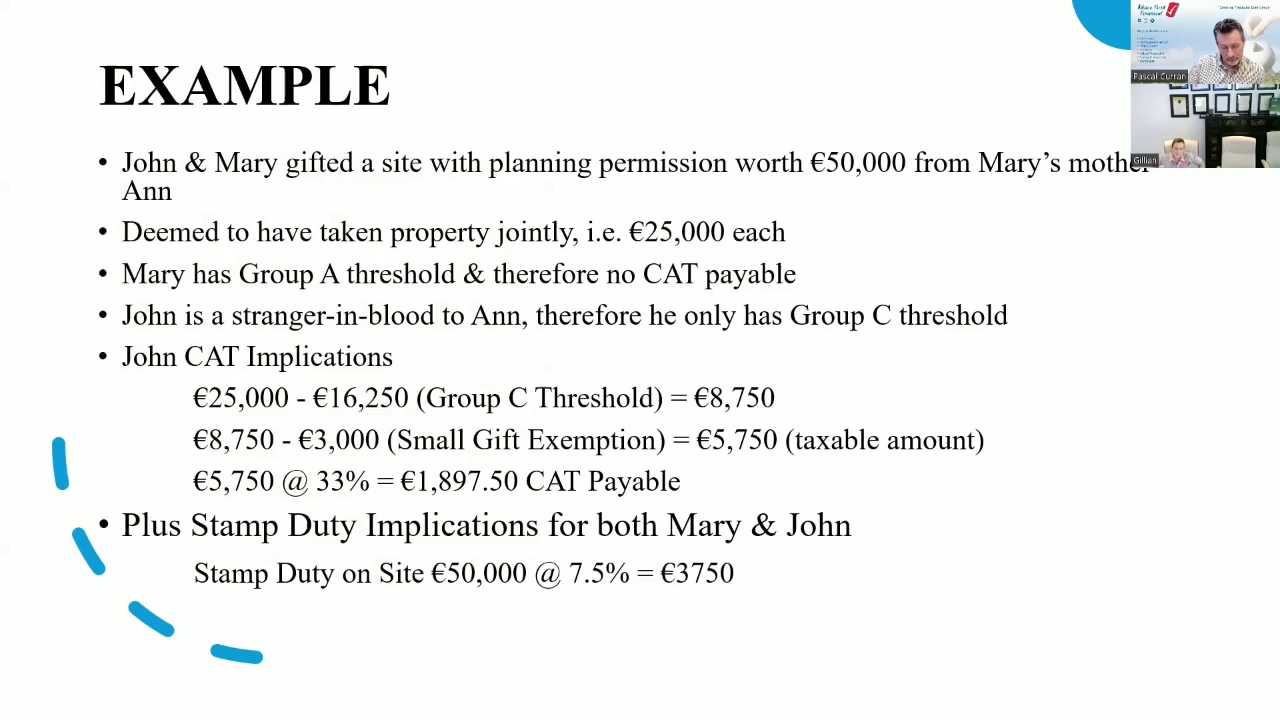 EXAMPLE
• John & Mary gifted a site with planning permission worth €50,000 from Mary’s mother
Ann
• Deemed to have taken property jointly, i.e. €25,000 each
• Mary has Group A threshold & therefore no CAT payable
• John is a stranger-in-blood to Ann, therefore he only has Group C threshold
• John CAT Implications
€25,000 - €16,250 (Group C Threshold) = €8,750
€8,750 - €3,000 (Small Gift Exemption) = €5,750 (taxable amount)
€5,750 @ 33% = €1,897.50 CAT Payable
• Plus Stamp Duty Implications for both Mary & John
Stamp Duty on Site €50,000 @ 7.5% = €3750
Pascal Curran
Gillian